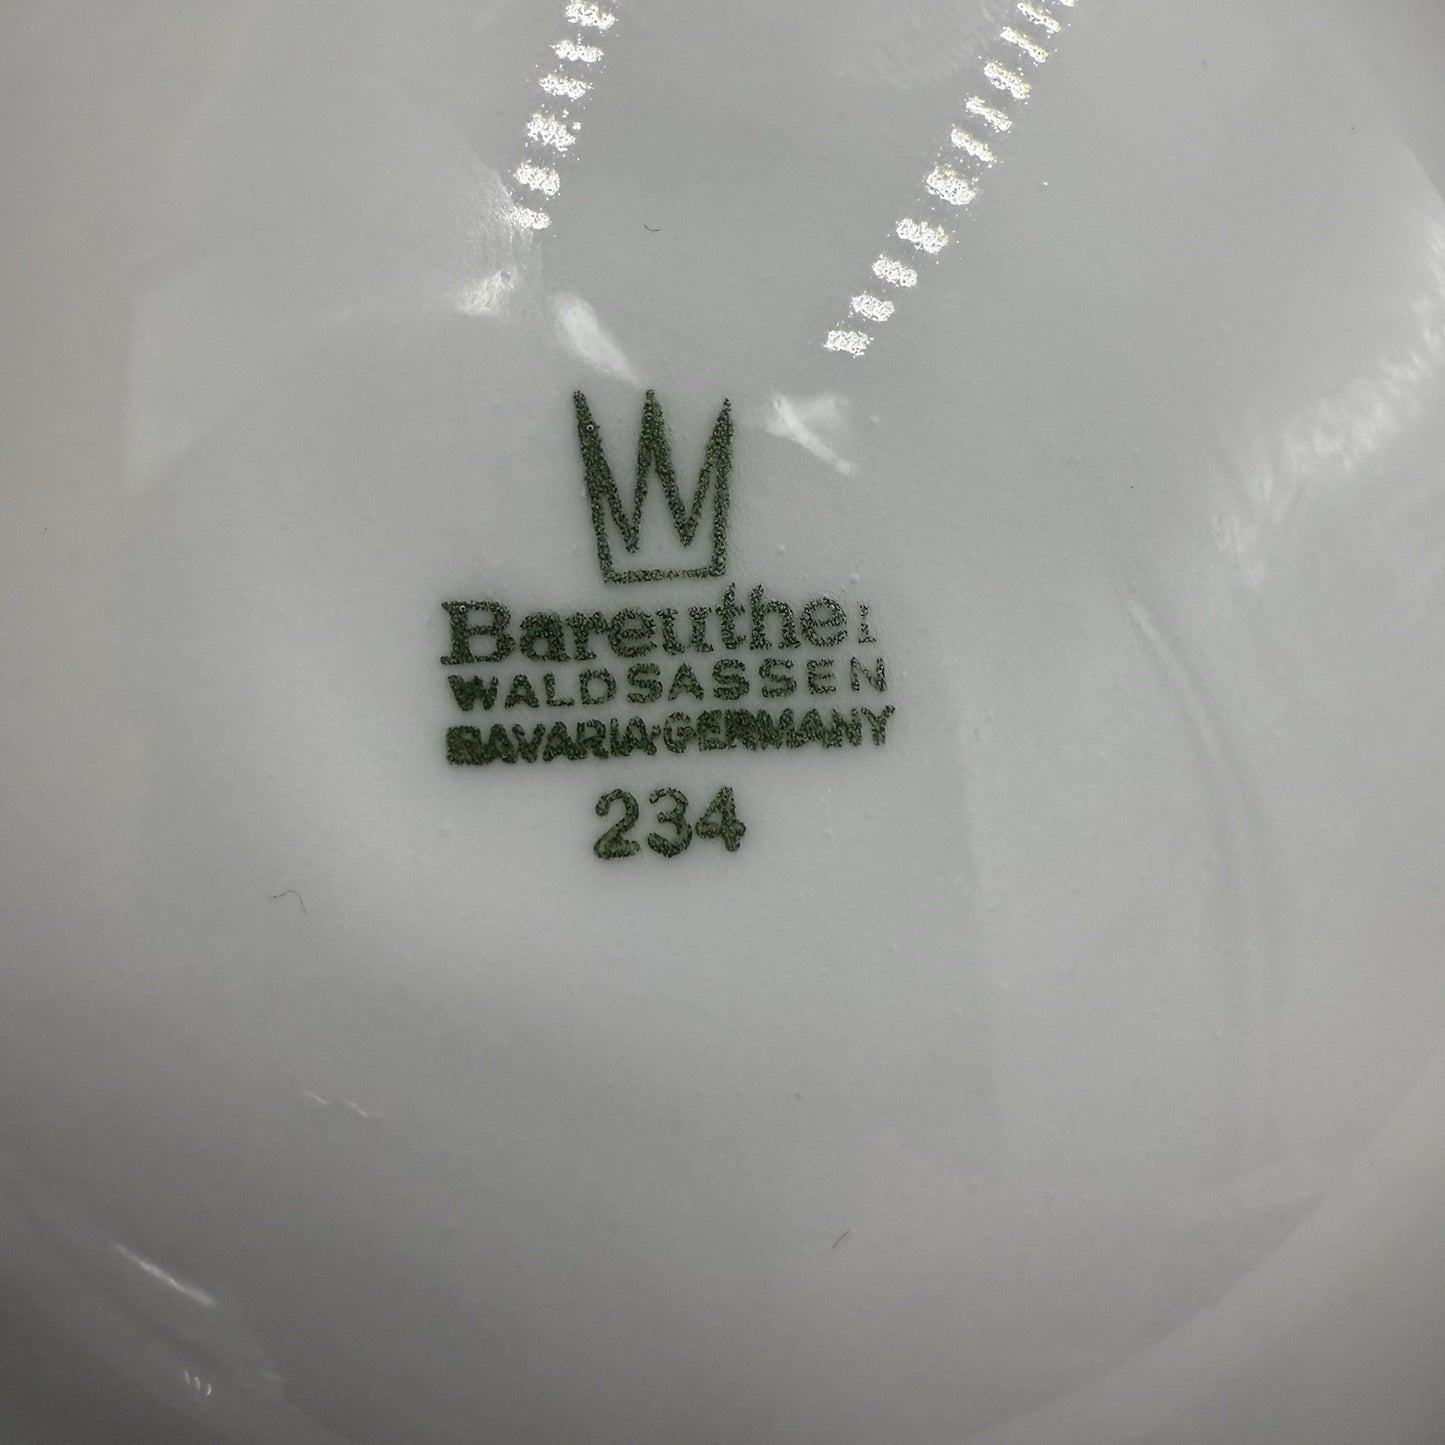 Bareuther
WALDSASSEN
BAVARIA·GERMANY
234